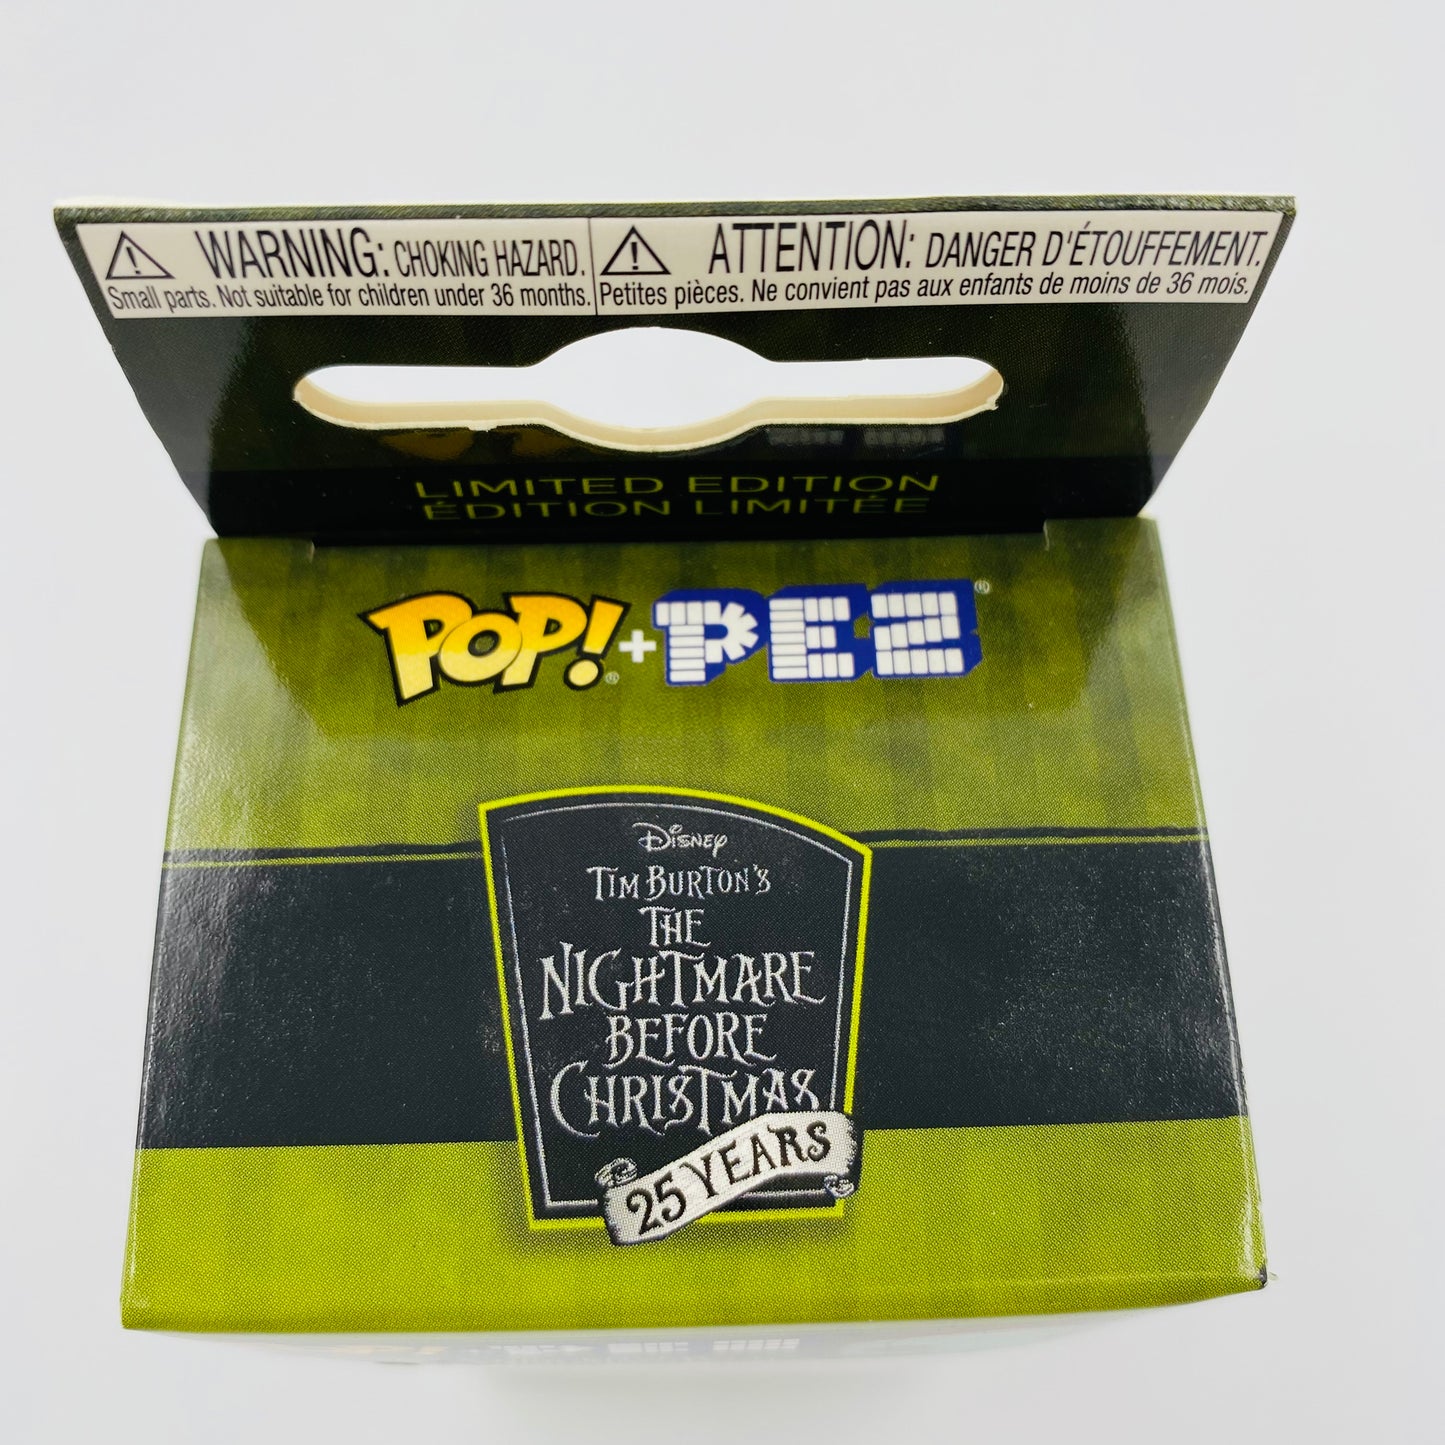 WARNING: CHOKING HAZARD.
Small parts. Not suitable for children under 36 months.
ATTENTION: DANGER D'ÉTOUFFEMENT.
Petites pièces. Ne convient pas aux enfants de moins de 36 mois.
LIMITED EDITION
ÉDITION LIMITÉE
POP!® + PEZ®
Disney
TIM BURTON'S
THE
NIGHTMARE
BEFORE
CHRISTMAS
25 YEARS